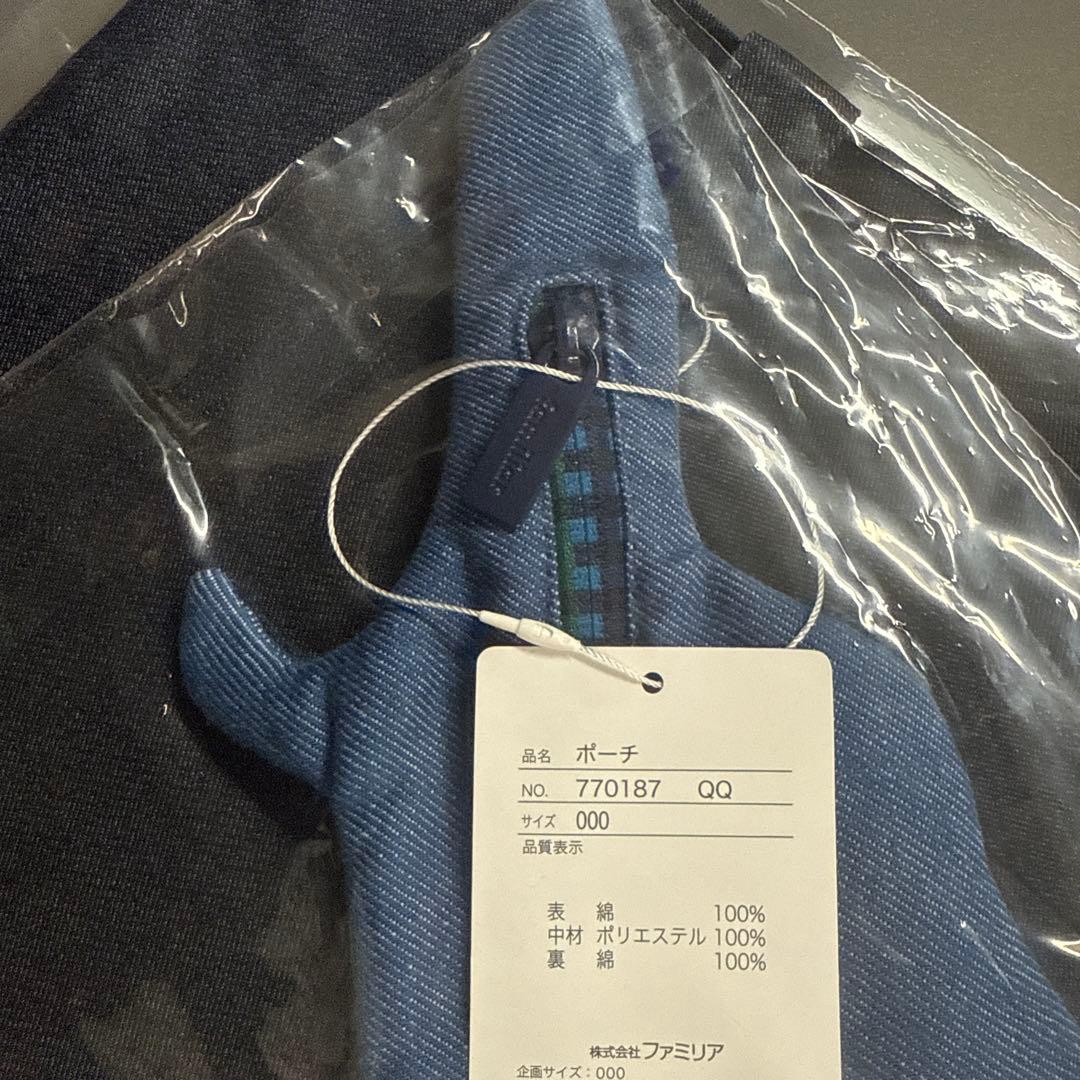 familiar
品名 ポーチ
NO. 770187 QQ
サイズ 000
品質表示
表 綿 100%
中材 ポリエステル 100%
裏 綿 100%
株式会社ファミリア
企画サイズ：000